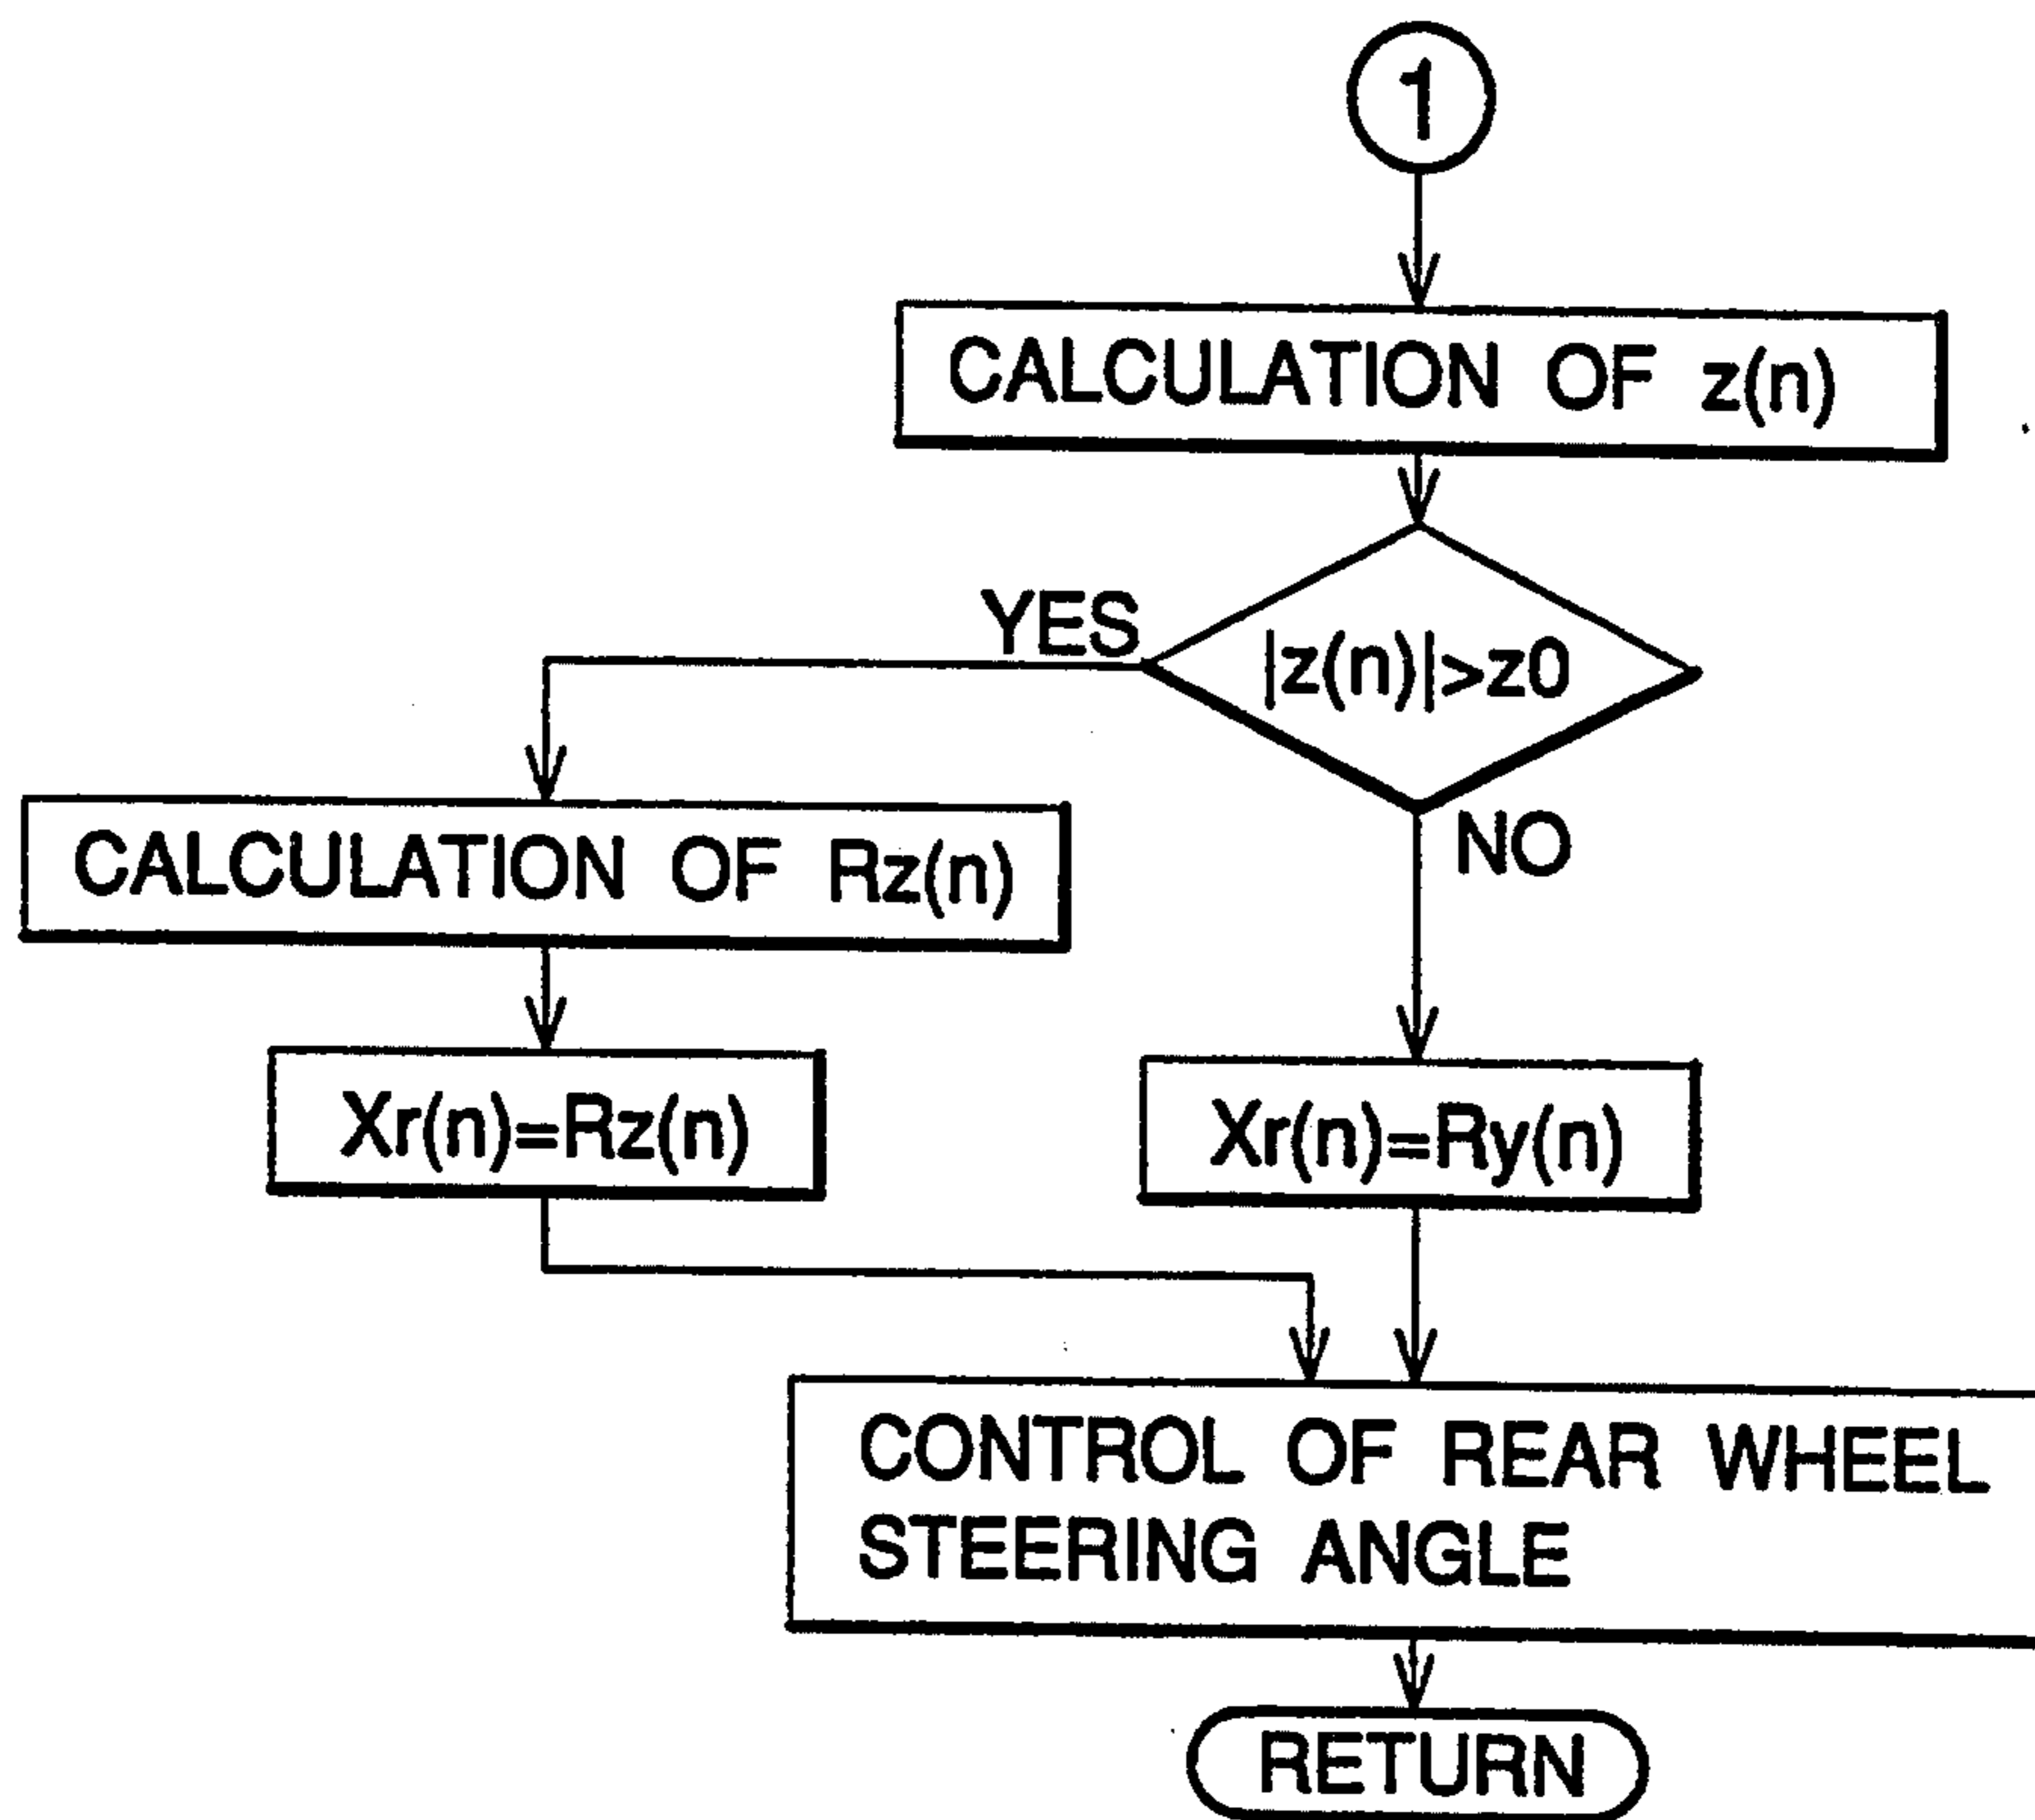 1
CALCULATION OF z(n)
|z(n)|>z0
YES
NO
CALCULATION OF Rz(n)
Xr(n)=Rz(n)
Xr(n)=Ry(n)
CONTROL OF REAR WHEEL
STEERING ANGLE
RETURN